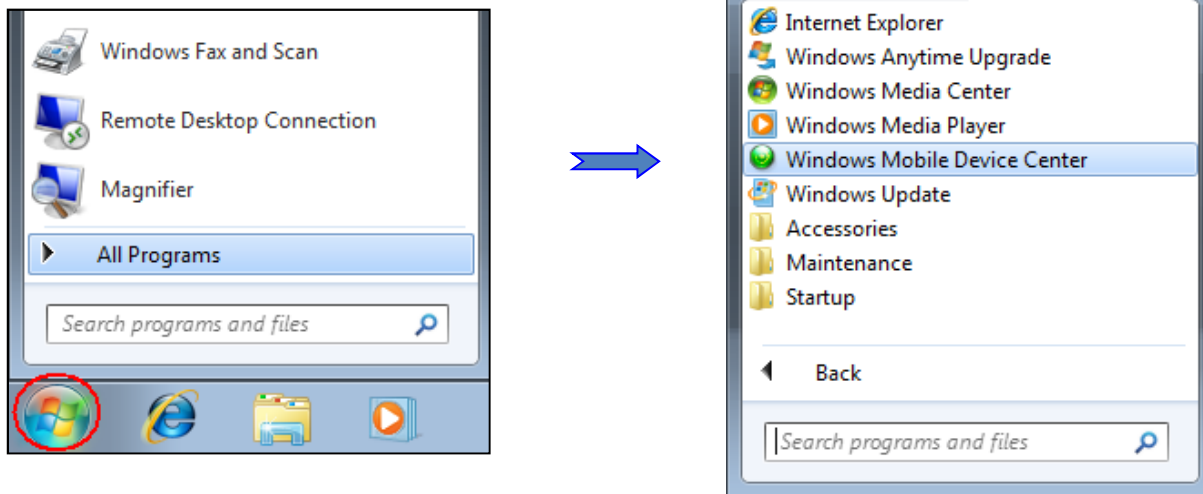 Windows Fax and Scan
Remote Desktop Connection
Magnifier
All Programs
Search programs and files
Internet Explorer
Windows Anytime Upgrade
Windows Media Center
Windows Media Player
Windows Mobile Device Center
Windows Update
Accessories
Maintenance
Startup
Back
Search programs and files